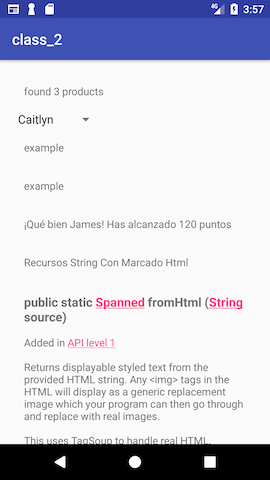 4G 3:57
class_2
found 3 products
Caitlyn
example
example
¡Qué bien James! Has alcanzado 120 puntos
Recursos String Con Marcado Html
public static Spanned fromHtml (String
source)
Added in API level 1
Returns displayable styled text from the
provided HTML string. Any <img> tags in the
HTML will display as a generic replacement
image which your program can then go through
and replace with real images.
This uses TagSoup to handle real HTML,